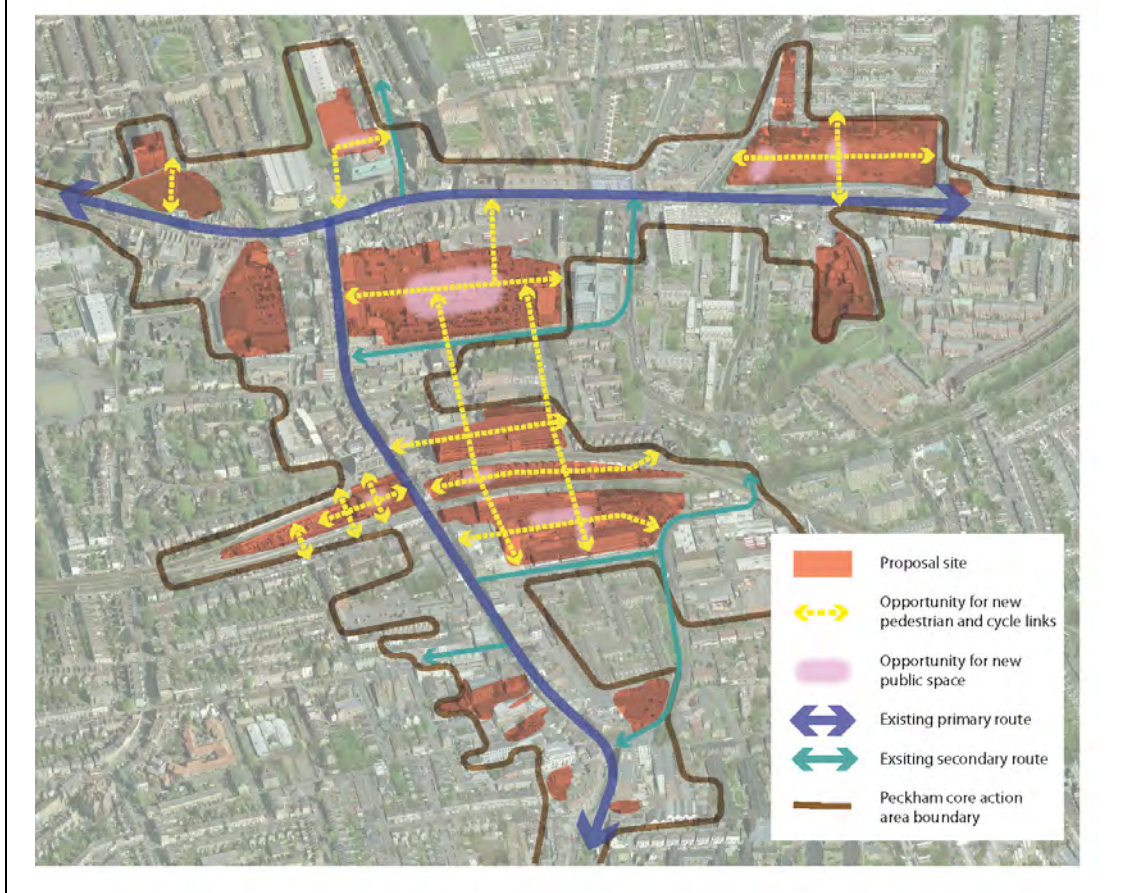 Proposal site
Opportunity for new
pedestrian and cycle links
Opportunity for new
public space
Existing primary route
Exsiting secondary route
Peckham core action
area boundary